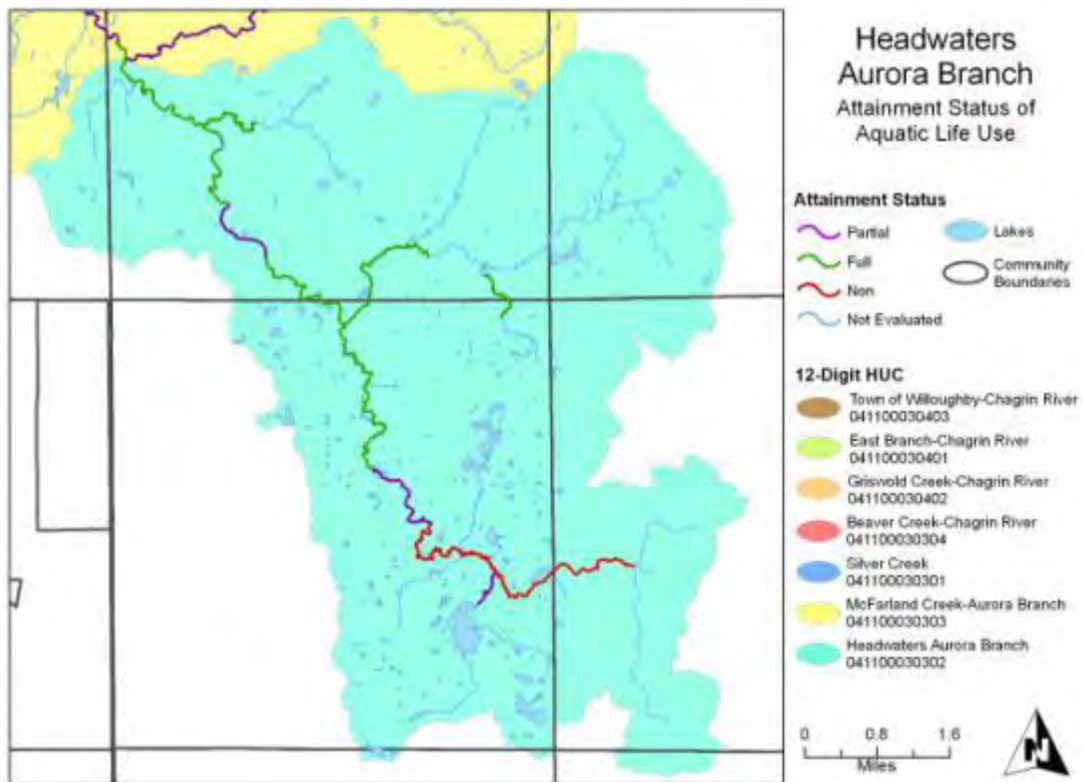 Headwaters
Aurora Branch
Attainment Status of
Aquatic Life Use
Attainment Status
Partial
Full
Non
Not Evaluated
Lakes
Community
Boundaries
12-Digit HUC
Town of Willoughby-Chagrin River
041100030403
East Branch-Chagrin River
041100030401
Griswold Creek-Chagrin River
041100030402
Beaver Creek-Chagrin River
041100030304
Silver Creek
041100030301
McFarland Creek-Aurora Branch
041100030303
Headwaters Aurora Branch
041100030302
0 0.8 1.6
Miles
N